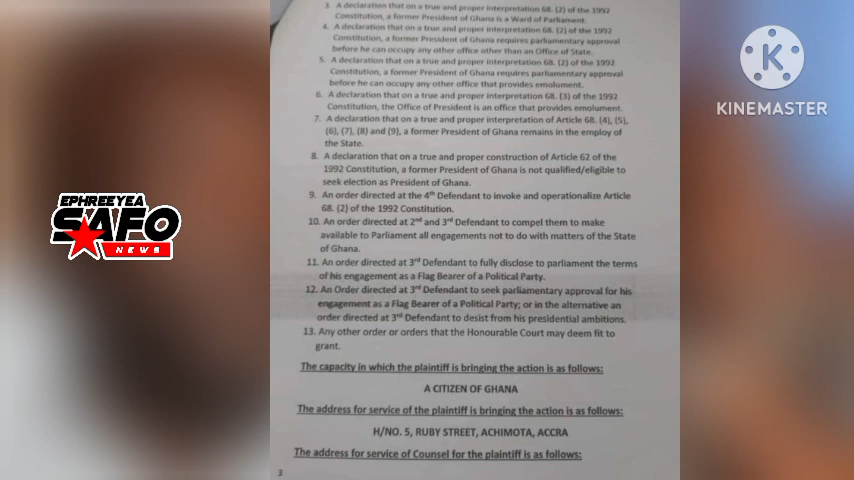 3. A declaration that on a true and proper interpretation 68. (2) of the 1992
Constitution, a former President of Ghana is a Ward of Parliament.
4. A declaration that on a true and proper interpretation 68. (2) of the 1992
Constitution, a former President of Ghana requires parliamentary approval
before he can occupy any other office other than an Office of State.
5. A declaration that on a true and proper interpretation 68. (2) of the 1992
Constitution, a former President of Ghana requires parliamentary approval
before he can occupy any other office that provides emolument.
6. A declaration that on a true and proper interpretation 68. (3) of the 1992
Constitution, the Office of President is an office that provides emolument.
7. A declaration that on a true and proper interpretation of Article 68. (4), (5),
(6), (7), (8) and (9), a former President of Ghana remains in the employ of
the State.
8. A declaration that on a true and proper construction of Article 62 of the
1992 Constitution, a former President of Ghana is not qualified/eligible to
seek election as President of Ghana.
9. An order directed at the 4th Defendant to invoke and operationalize Article
68. (2) of the 1992 Constitution.
10. An order directed at 2nd and 3rd Defendant to compel them to make
available to Parliament all engagements not to do with matters of the State
of Ghana.
11. An order directed at 3rd Defendant to fully disclose to parliament the terms
of his engagement as a Flag Bearer of a Political Party.
12. An Order directed at 3rd Defendant to seek parliamentary approval for his
engagement as a Flag Bearer of a Political Party; or in the alternative an
order directed at 3rd Defendant to desist from his presidential ambitions.
13. Any other order or orders that the Honourable Court may deem fit to
grant.
The capacity in which the plaintiff is bringing the action is as follows:
A CITIZEN OF GHANA
The address for service of the plaintiff is bringing the action is as follows:
H/NO. 5, RUBY STREET, ACHIMOTA, ACCRA
The address for service of Counsel for the plaintiff is as follows:
3
EPHREEYEA
SAFO
NEWS
K
KINEMASTER